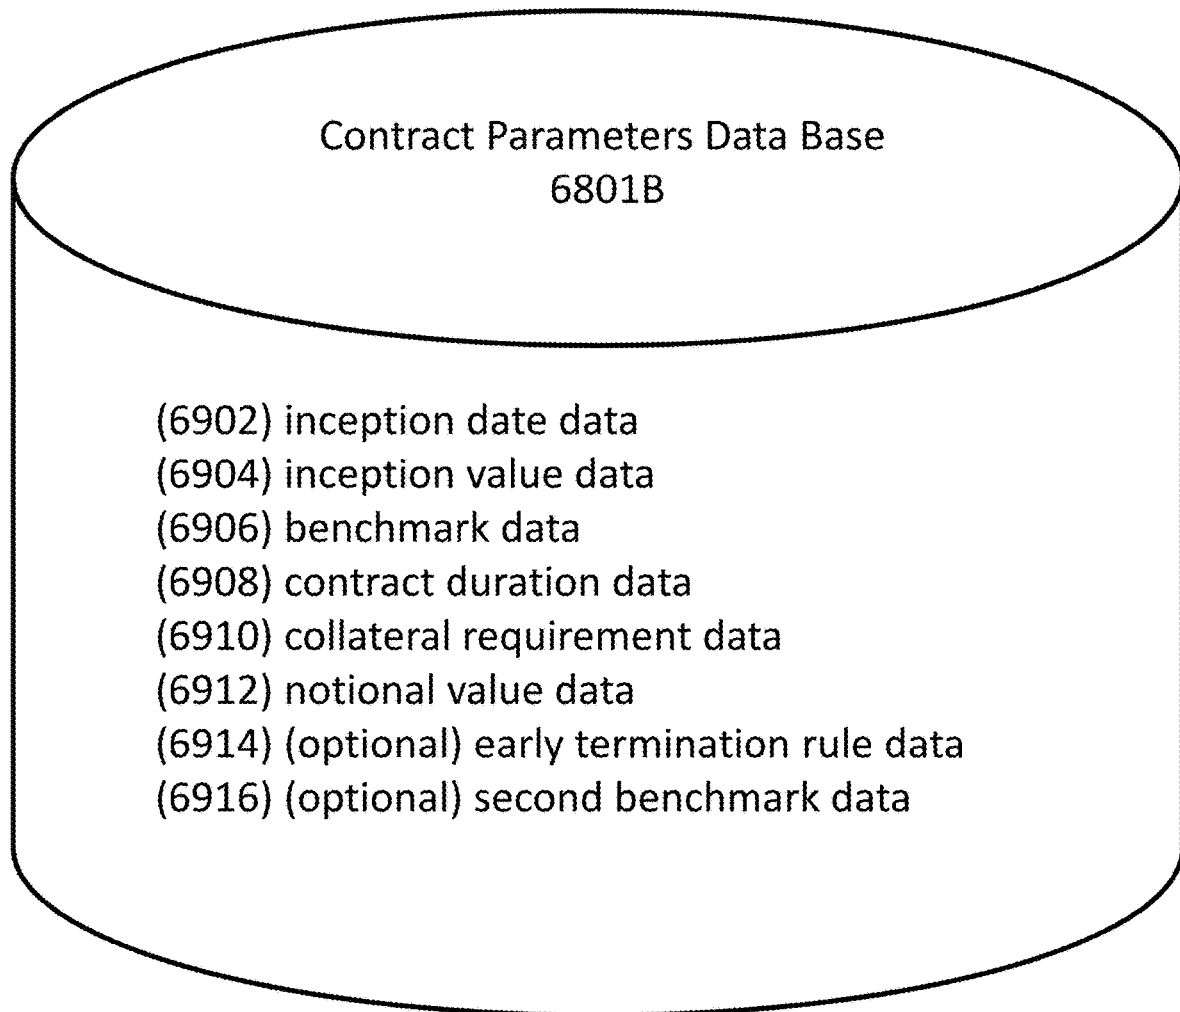 Contract Parameters Data Base
6801B
(6902) inception date data
(6904) inception value data
(6906) benchmark data
(6908) contract duration data
(6910) collateral requirement data
(6912) notional value data
(6914) (optional) early termination rule data
(6916) (optional) second benchmark data